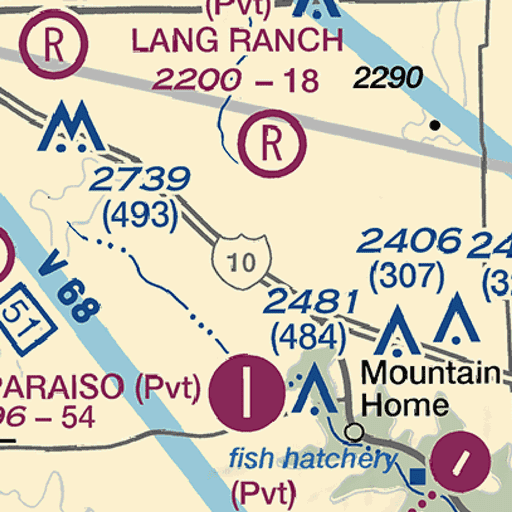 (Pvt)
R
LANG RANCH
2200 – 18
2290
R
2739
(493)
10
2406
(307)
V 68
51
2481
(484)
PARAISO (Pvt)
96 – 54
Mountain
Home
fish hatchery
(Pvt)